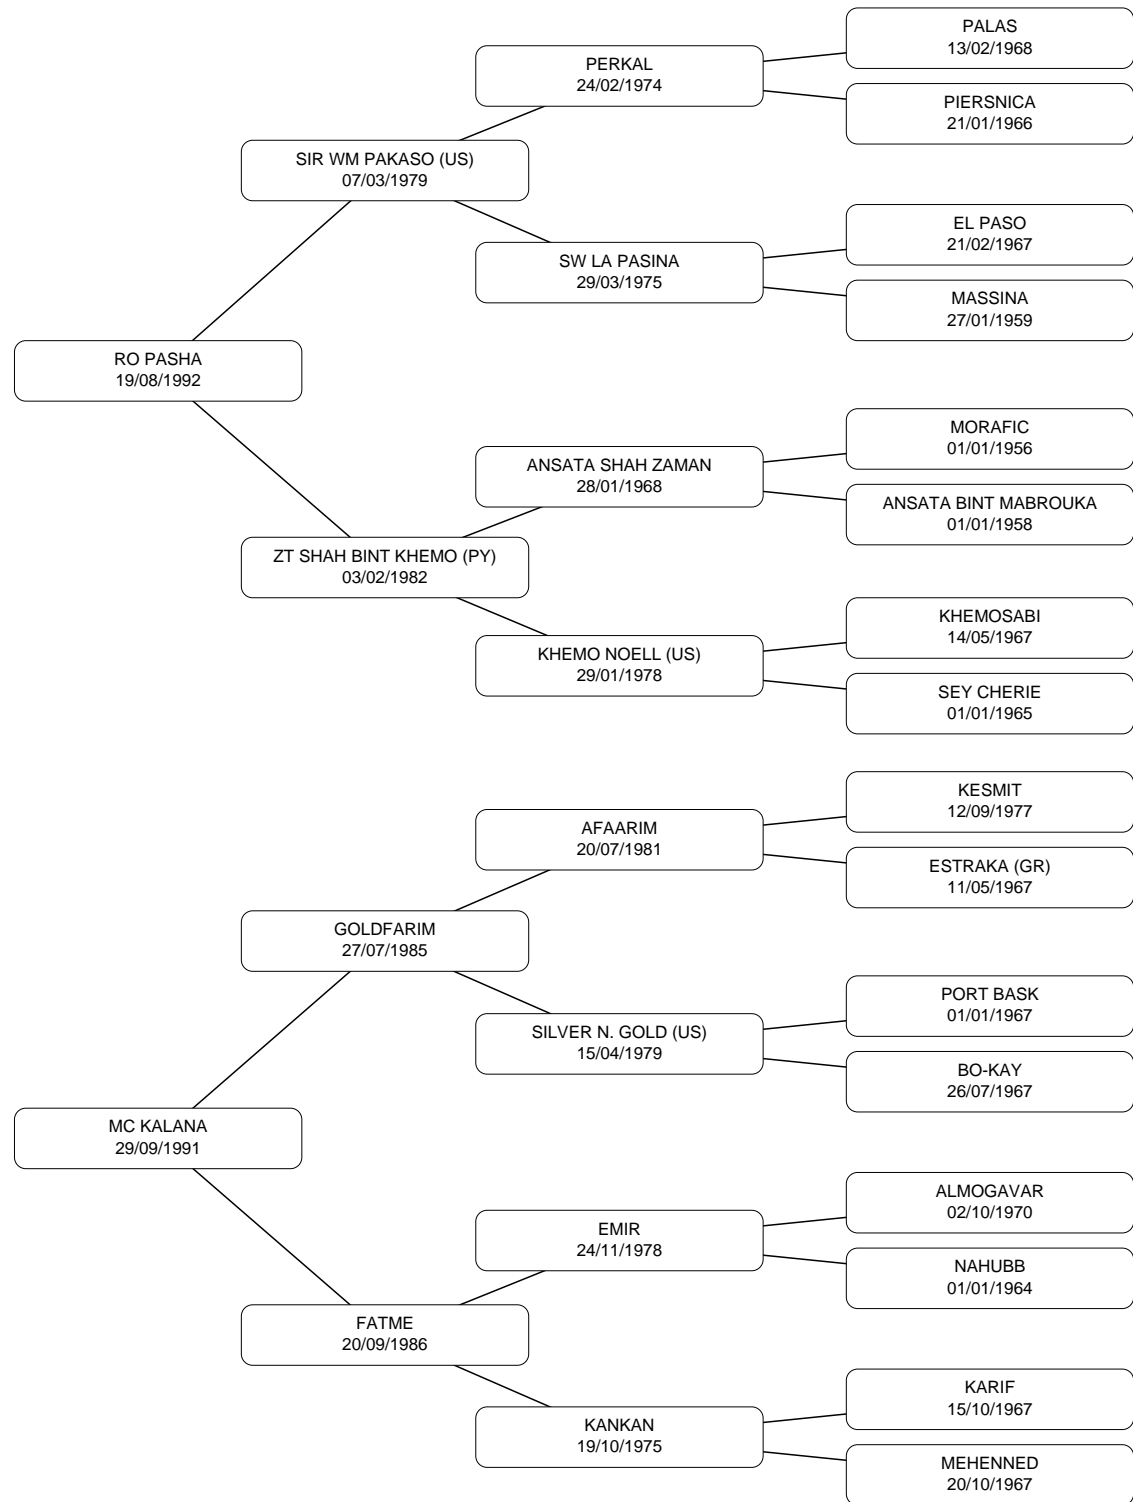 PALAS
13/02/1968
PERKAL
24/02/1974
PIERSNICA
21/01/1966
SIR WM PAKASO (US)
07/03/1979
EL PASO
21/02/1967
SW LA PASINA
29/03/1975
MASSINA
27/01/1959
RO PASHA
19/08/1992
MORAFIC
01/01/1956
ANSATA SHAH ZAMAN
28/01/1968
ANSATA BINT MABROUKA
01/01/1958
ZT SHAH BINT KHEMO (PY)
03/02/1982
KHEMOSABI
14/05/1967
KHEMO NOELL (US)
29/01/1978
SEY CHERIE
01/01/1965
KESMIT
12/09/1977
AFAARIM
20/07/1981
ESTRAKA (GR)
11/05/1967
GOLDFARIM
27/07/1985
PORT BASK
01/01/1967
SILVER N. GOLD (US)
15/04/1979
BO-KAY
26/07/1967
MC KALANA
29/09/1991
ALMOGAVAR
02/10/1970
EMIR
24/11/1978
NAHUBB
01/01/1964
FATME
20/09/1986
KARIF
15/10/1967
KANKAN
19/10/1975
MEHENNED
20/10/1967